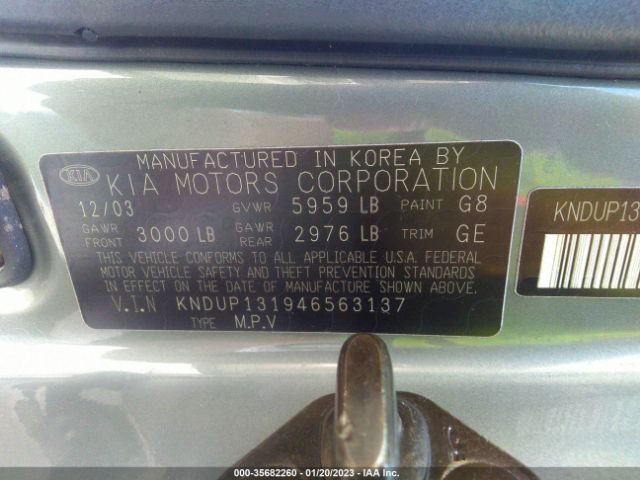 MANUFACTURED IN KOREA BY
KIA KIA MOTORS CORPORATION
12/03 GVWR 5959 LB PAINT G8
GAWR FRONT 3000 LB GAWR REAR 2976 LB TRIM GE
THIS VEHICLE CONFORMS TO ALL APPLICABLE U.S.A. FEDERAL
MOTOR VEHICLE SAFETY AND THEFT PREVENTION STANDARDS
IN EFFECT ON THE DATE OF MANUFACTURE SHOWN ABOVE.
V.I.N KNDUP131946563137
TYPE M.P.V
KNDUP13
000-35682260 - 01/20/2023 - IAA Inc.